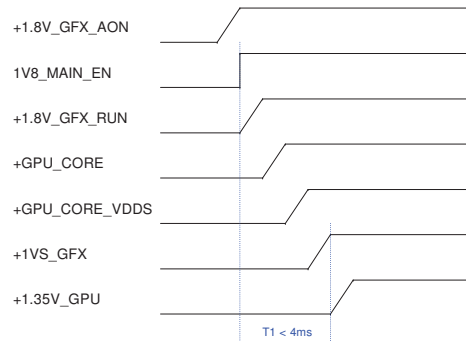 +1.8V_GFX_AON
1V8_MAIN_EN
+1.8V_GFX_RUN
+GPU_CORE
+GPU_CORE_VDDS
+1VS_GFX
+1.35V_GPU
T1 < 4ms